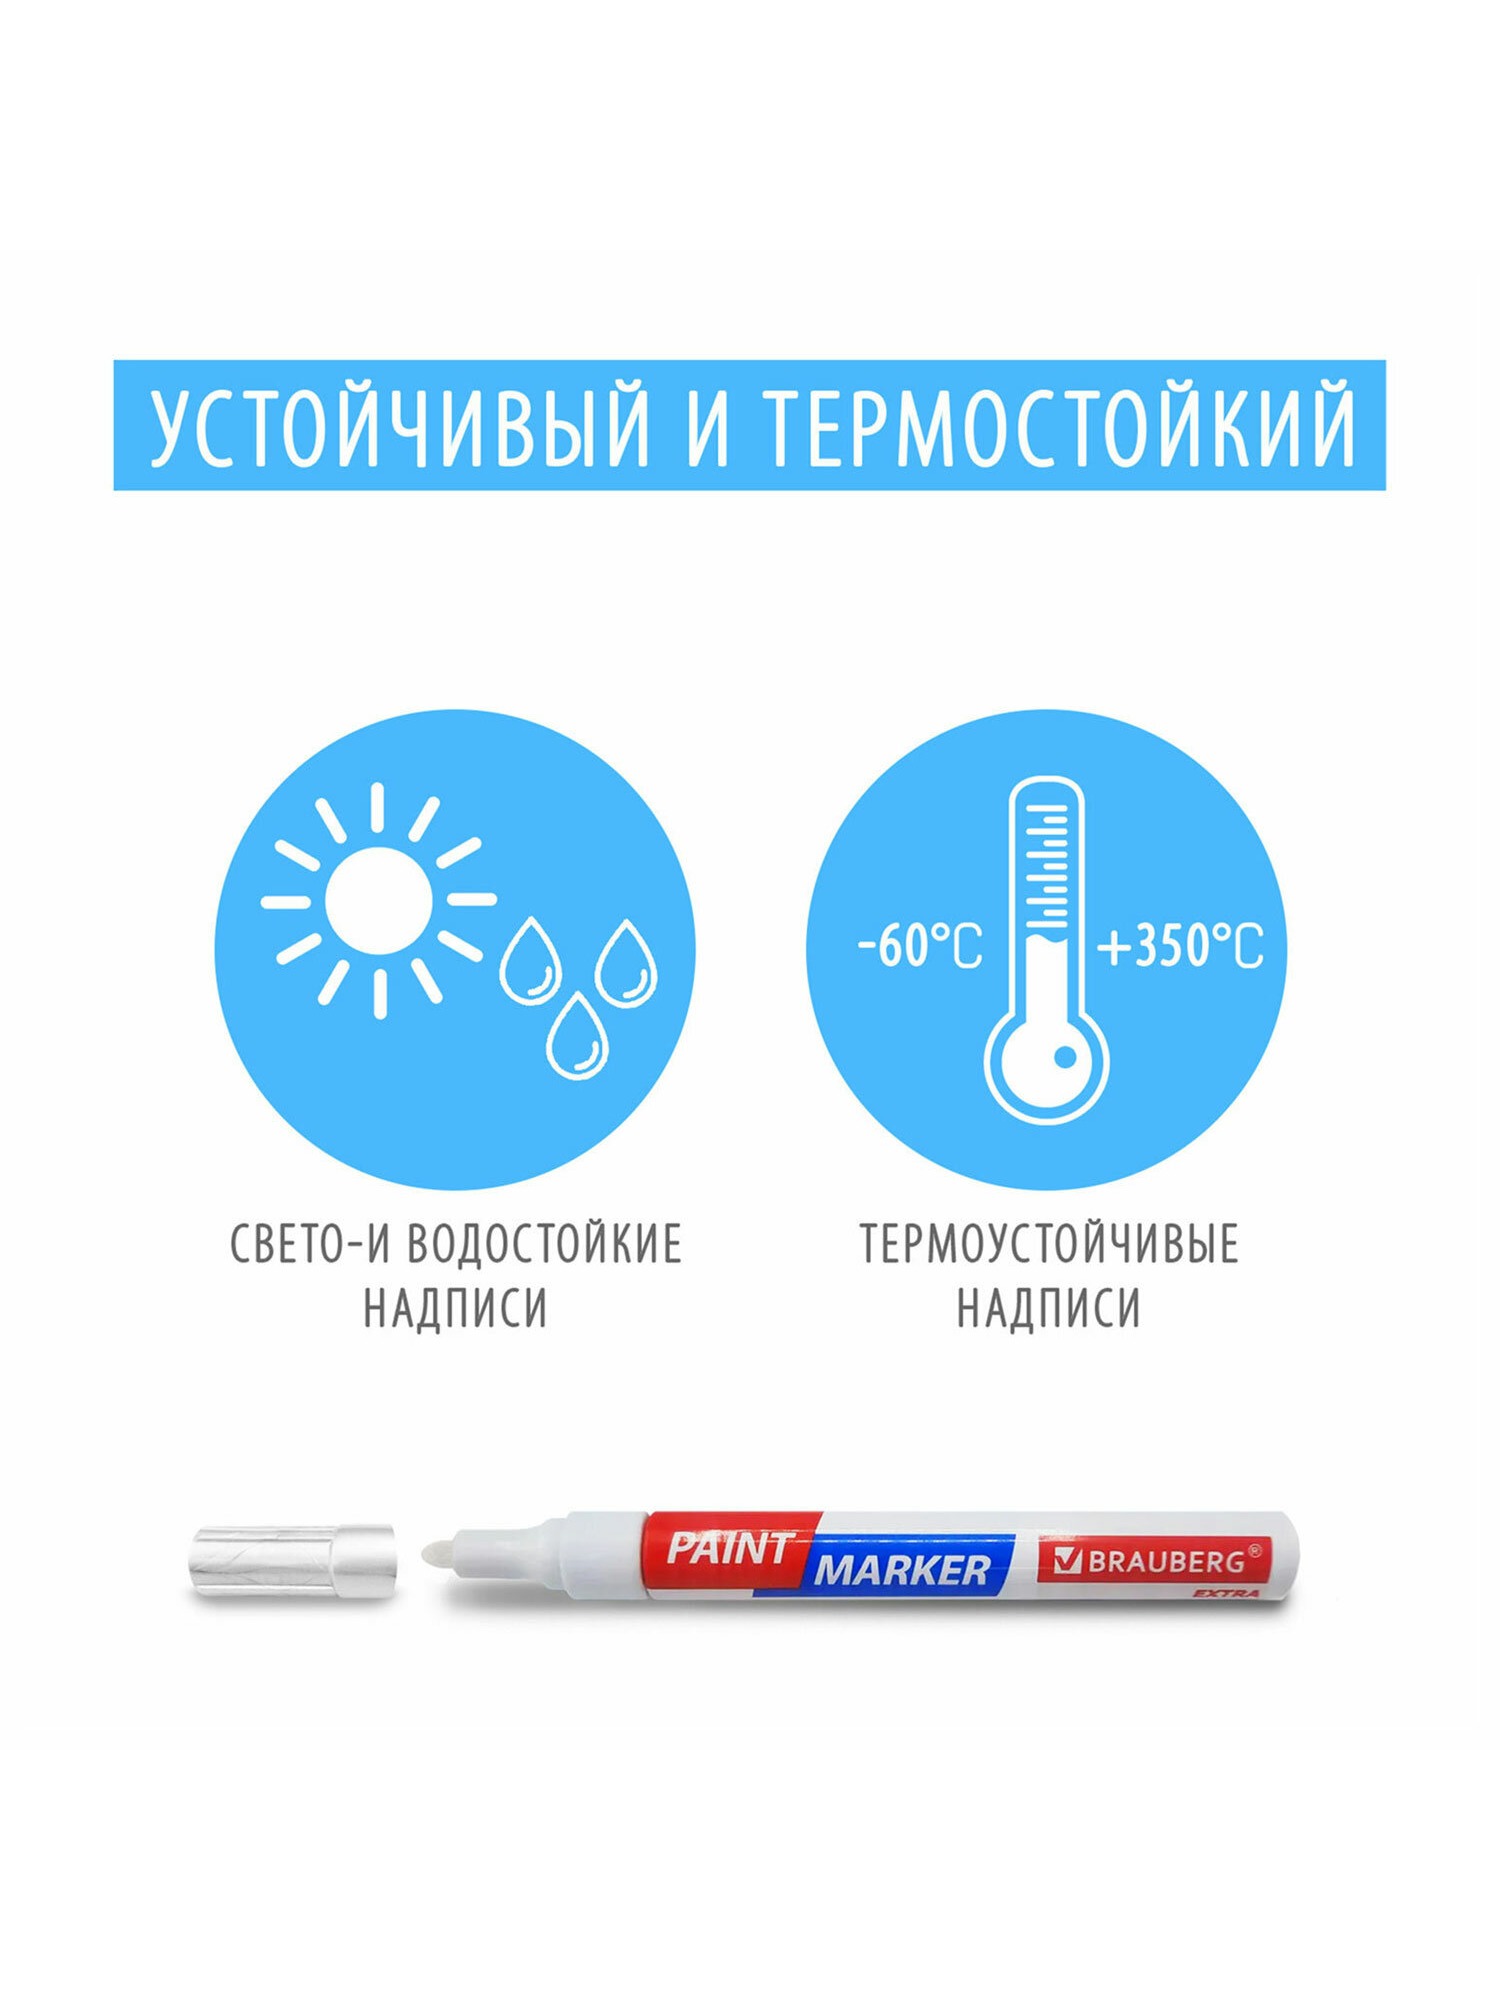 УСТОЙЧИВЫЙ И ТЕРМОСТОЙКИЙ
-60°C
+350°C
СВЕТО-И ВОДОСТОЙКИЕ
НАДПИСИ
ТЕРМОУСТОЙЧИВЫЕ
НАДПИСИ
PAINT
MARKER
BRAUBERG®
EXTRA